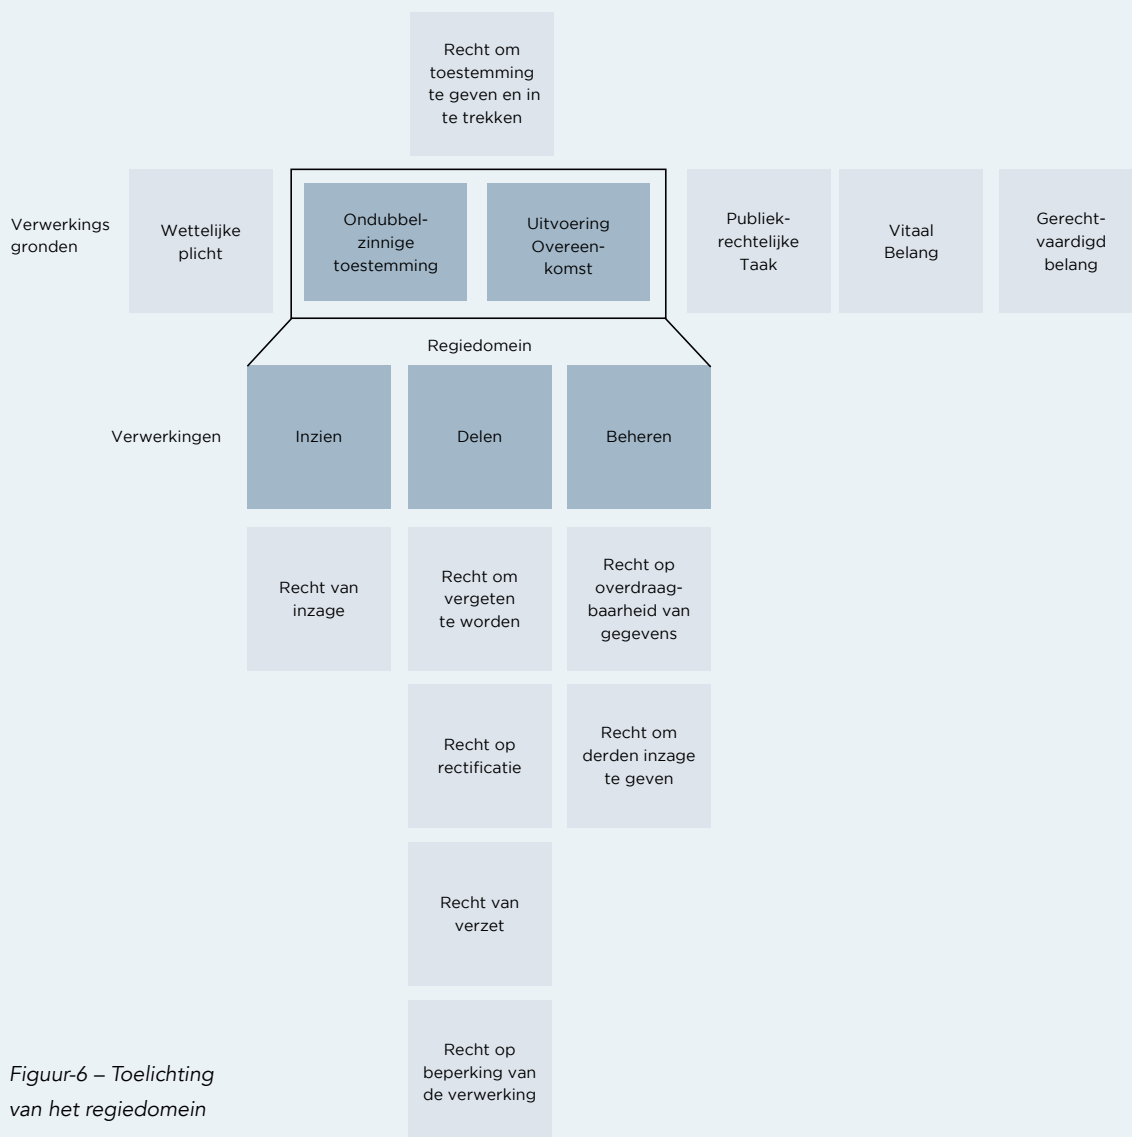 Recht om
toestemming
te geven en in
te trekken
Verwerkings
gronden
Wettelijke
plicht
Ondubbel-
zinnige
toestemming
Uitvoering
Overeen-
komst
Publiek-
rechtelijke
Taak
Vitaal
Belang
Gerecht-
vaardigd
belang
Regiedomein
Verwerkingen
Inzien
Delen
Beheren
Recht van
inzage
Recht om
vergeten
te worden
Recht op
overdraag-
baarheid van
gegevens
Recht op
rectificatie
Recht om
derden inzage
te geven
Recht van
verzet
Recht op
beperking van
de verwerking
Figuur-6 – Toelichting
van het regiedomein